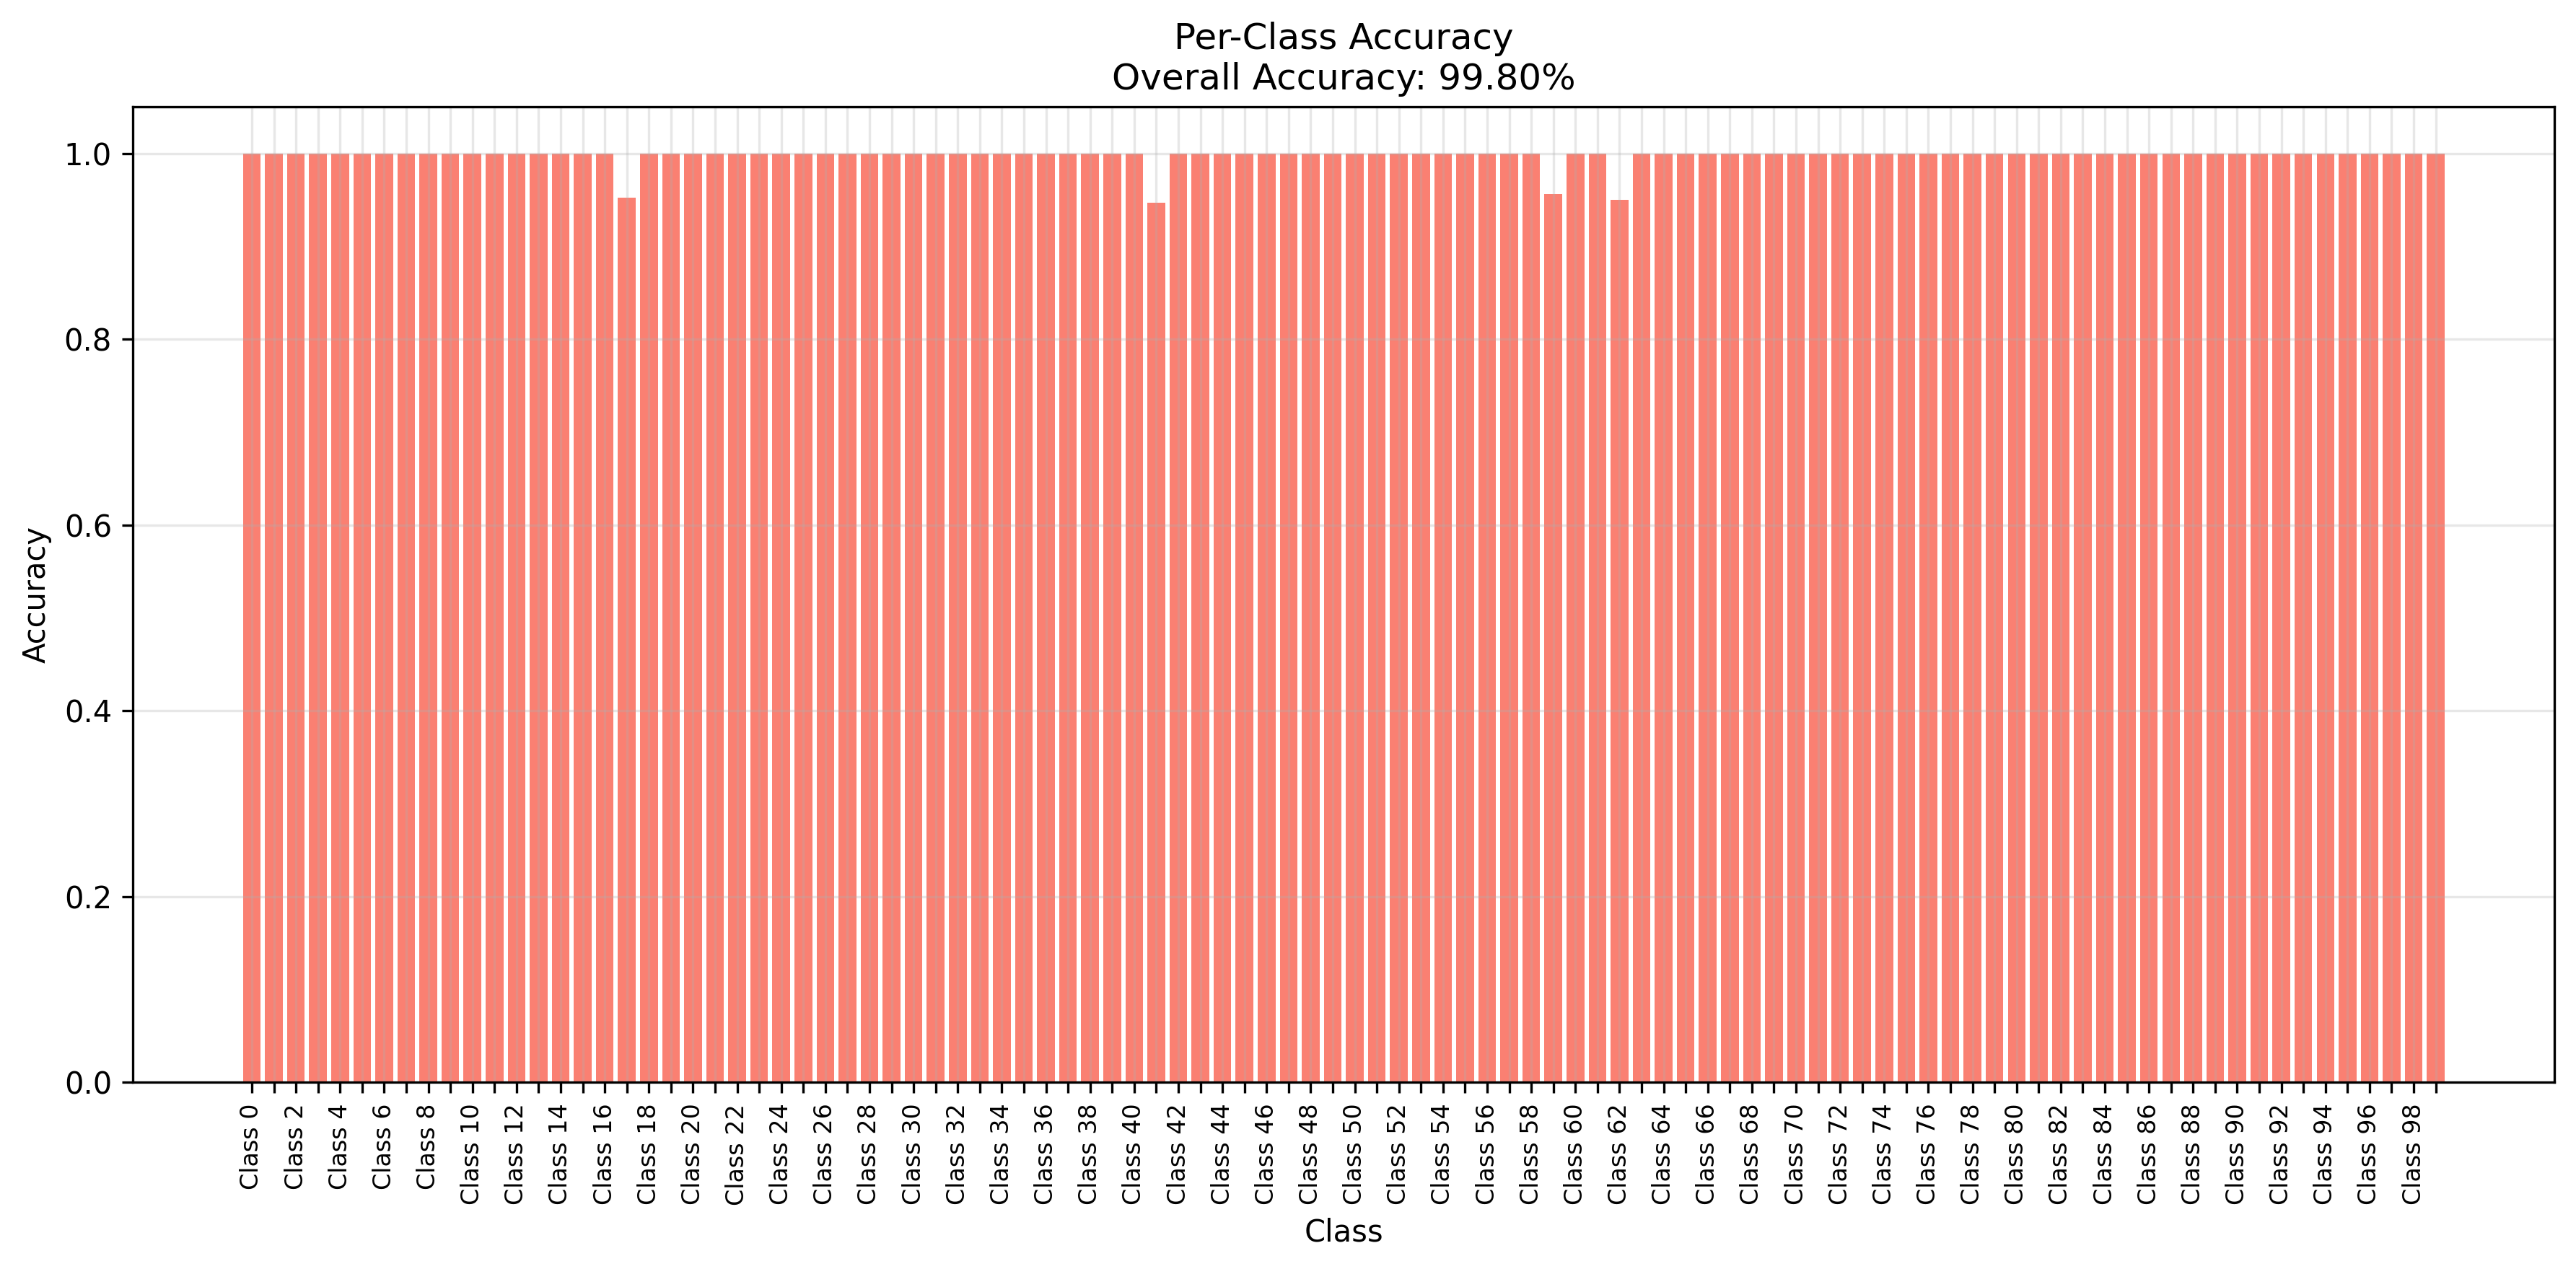 Per-Class Accuracy
Overall Accuracy: 99.80%
Accuracy
1.0
0.8
0.6
0.4
0.2
0.0
Class 0
Class 2
Class 4
Class 6
Class 8
Class 10
Class 12
Class 14
Class 16
Class 18
Class 20
Class 22
Class 24
Class 26
Class 28
Class 30
Class 32
Class 34
Class 36
Class 38
Class 40
Class 42
Class 44
Class 46
Class 48
Class 50
Class 52
Class 54
Class 56
Class 58
Class 60
Class 62
Class 64
Class 66
Class 68
Class 70
Class 72
Class 74
Class 76
Class 78
Class 80
Class 82
Class 84
Class 86
Class 88
Class 90
Class 92
Class 94
Class 96
Class 98
Class